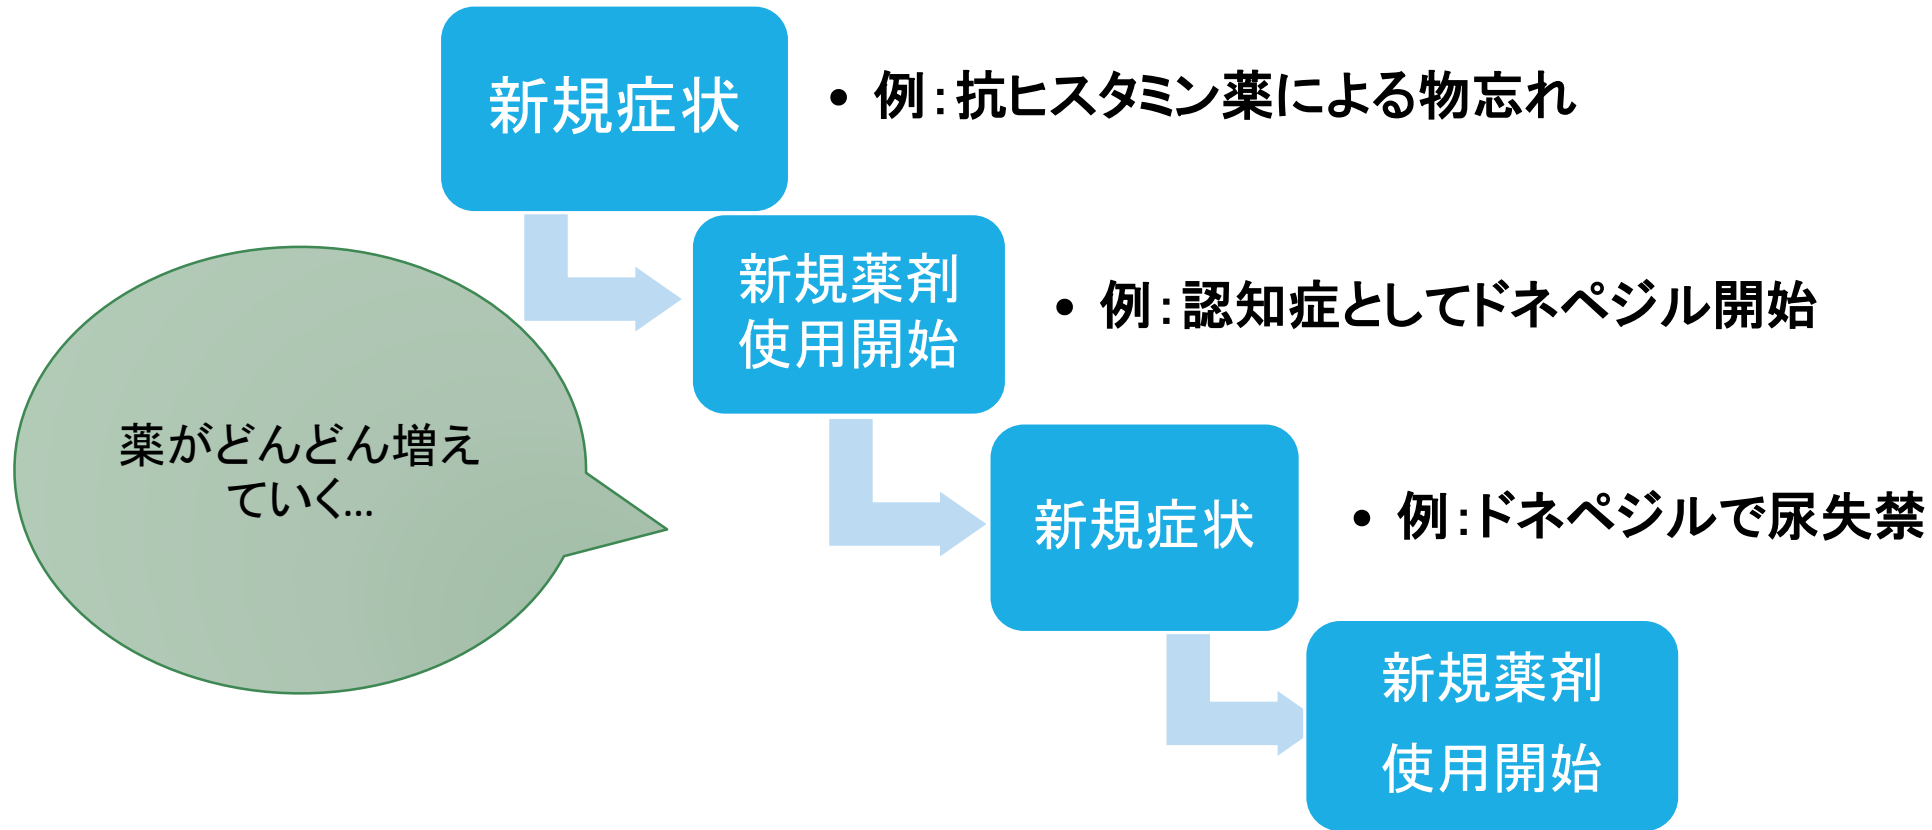 新規症状
• 例：抗ヒスタミン薬による物忘れ
新規薬剤
使用開始
• 例：認知症としてドネペジル開始
薬がどんどん増え
ていく...
新規症状
• 例：ドネペジルで尿失禁
新規薬剤
使用開始